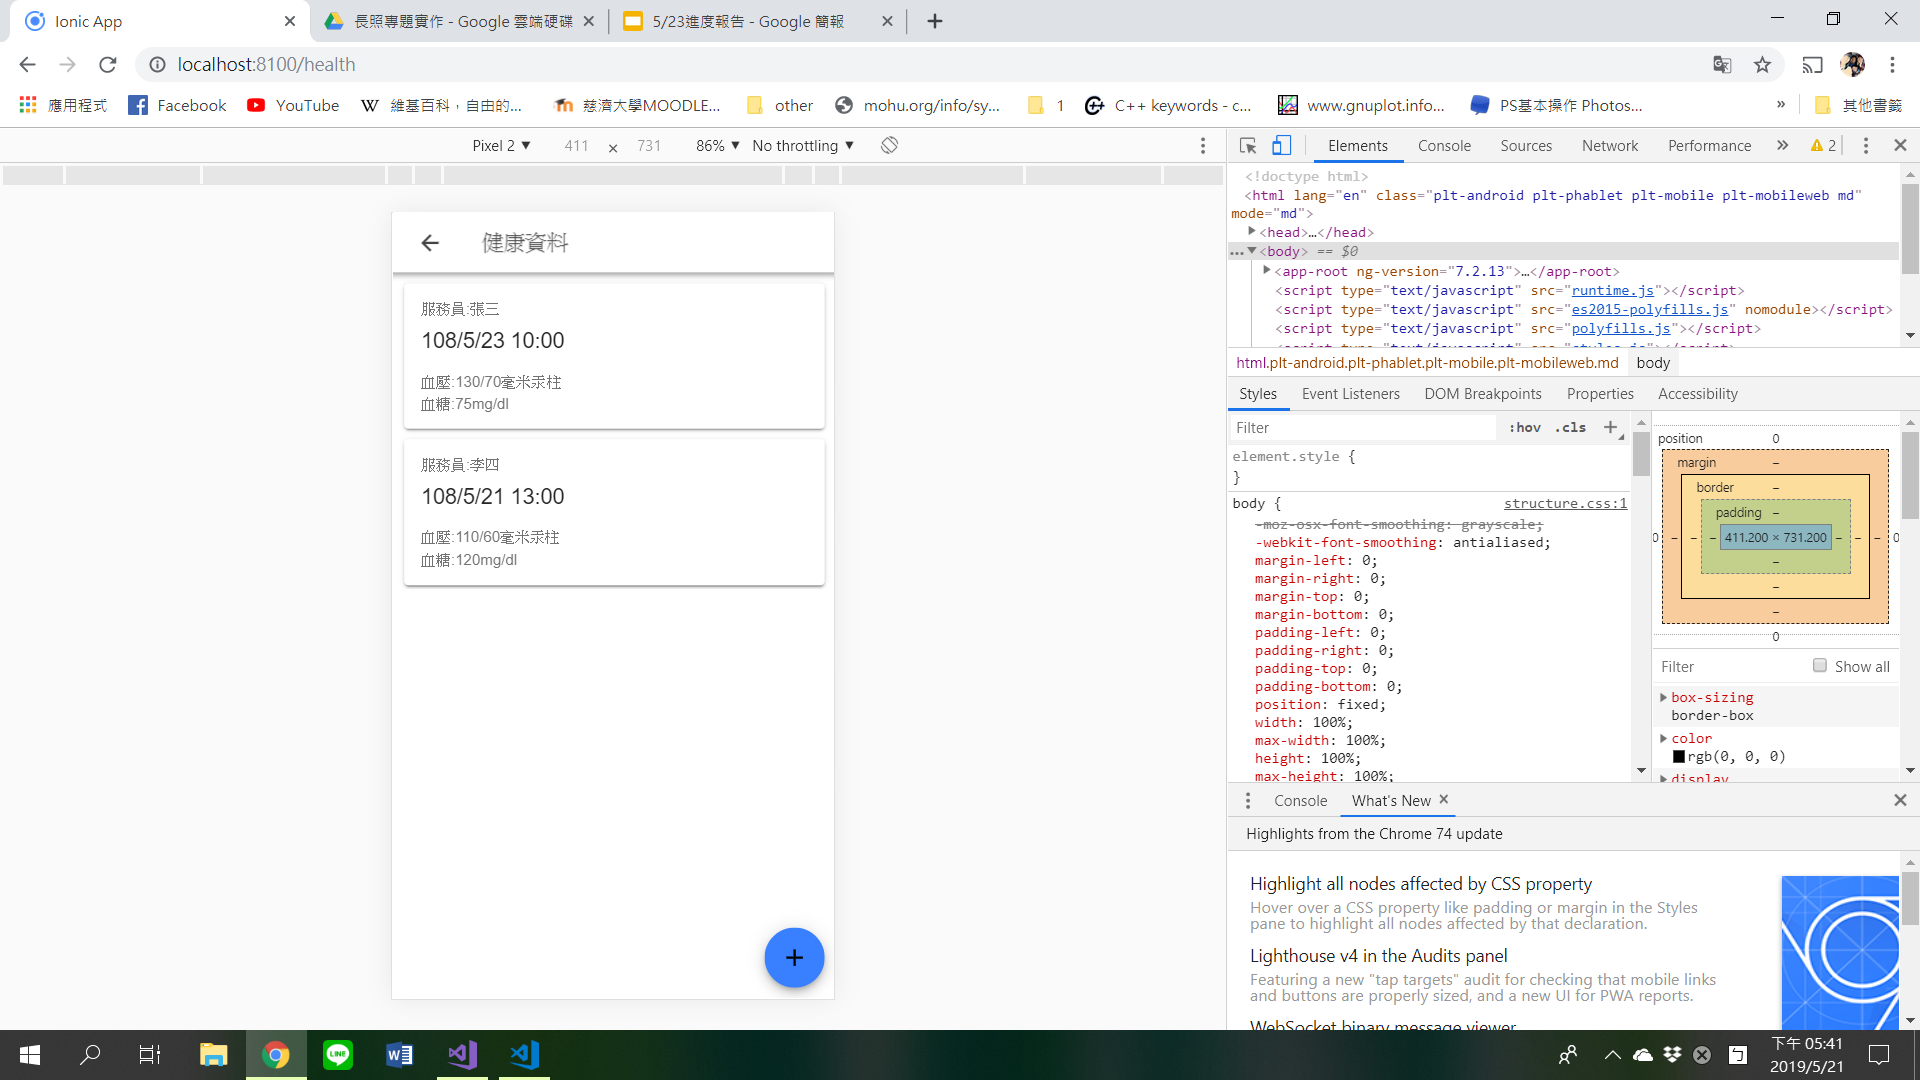 Ionic App
長照專題實作 - Google 雲端硬碟
5/23進度報告 - Google 簡報
localhost:8100/health
應用程式
Facebook
YouTube
維基百科，自由的...
慈濟大學MOODLE...
other
mohu.org/info/sy...
1
C++ keywords - c...
www.gnuplot.info...
PS基本操作 Photos...
»
其他書籤
Pixel 2 ▼ 411 × 731 86% ▼ No throttling ▼
Elements Console Sources Network Performance » 2
<!doctype html>
<html lang="en" class="plt-android plt-phablet plt-mobile plt-mobileweb md"
mode="md">
<head>…</head>
<body> == $0
<app-root ng-version="7.2.13">…</app-root>
<script type="text/javascript" src="runtime.js"></script>
<script type="text/javascript" src="es2015-polyfills.js" nomodule></script>
<script type="text/javascript" src="polyfills.js"></script>
html.plt-android.plt-phablet.plt-mobile.plt-mobileweb.md body
Styles Event Listeners DOM Breakpoints Properties Accessibility
Filter :hov .cls +
element.style {
}
body { structure.css:1
-moz-osx-font-smoothing: grayscale;
-webkit-font-smoothing: antialiased;
margin-left: 0;
margin-right: 0;
margin-top: 0;
margin-bottom: 0;
padding-left: 0;
padding-right: 0;
padding-top: 0;
padding-bottom: 0;
position: fixed;
width: 100%;
max-width: 100%;
height: 100%;
max-height: 100%;
position 0
margin –
border –
padding –
0 – – – 411.200 × 731.200 – – – 0
–
–
–
0
Filter Show all
box-sizing
border-box
color
rgb(0, 0, 0)
display
健康資料
服務員:張三
108/5/23 10:00
血壓:130/70毫米汞柱
血糖:75mg/dl
服務員:李四
108/5/21 13:00
血壓:110/60毫米汞柱
血糖:120mg/dl
+
Console What's New
Highlights from the Chrome 74 update
Highlight all nodes affected by CSS property
Hover over a CSS property like padding or margin in the Styles
pane to highlight all nodes affected by that declaration.
Lighthouse v4 in the Audits panel
Featuring a new "tap targets" audit for checking that mobile links
and buttons are properly sized, and a new UI for PWA reports.
WebSocket binary message viewer
LINE
下午 05:41
2019/5/21